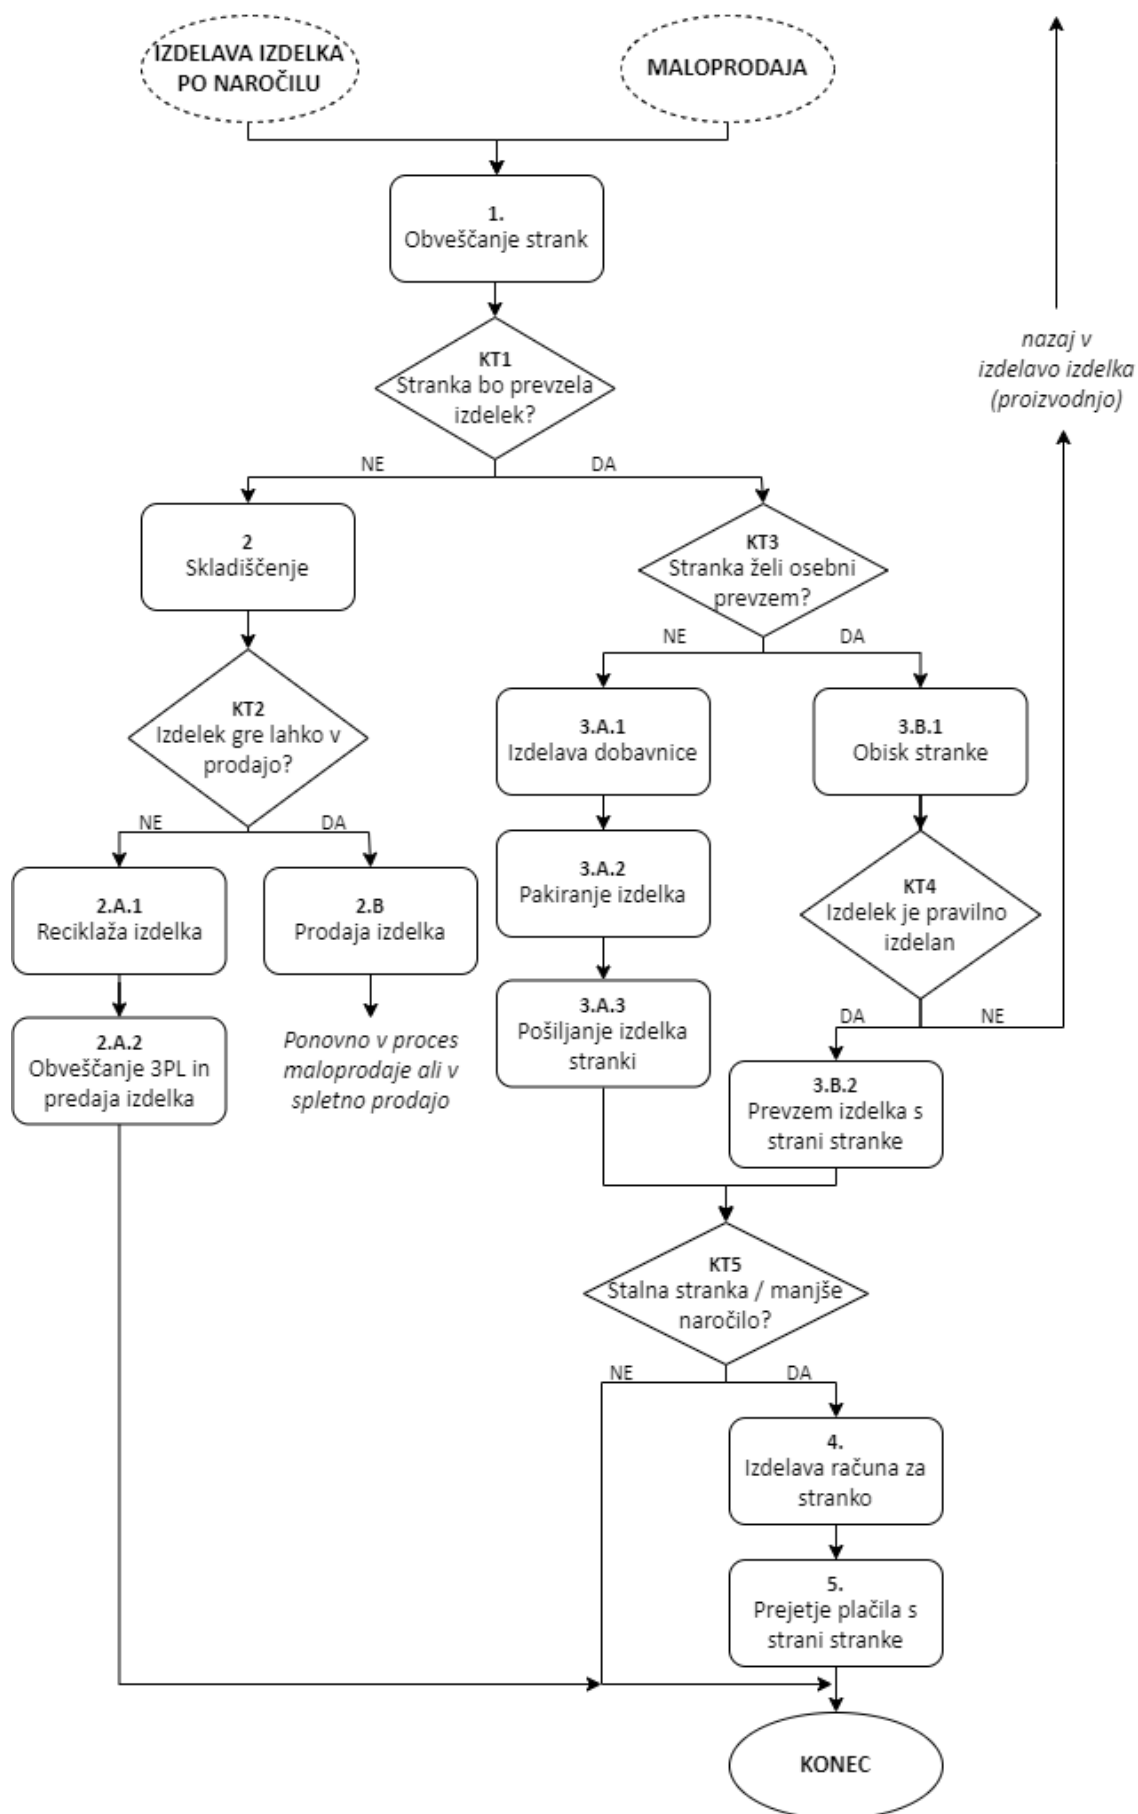 IZDELAVA IZDELKA
PO NAROČILU
MALOPRODAJA
1.
Obveščanje strank
nazaj v
izdelavo izdelka
(proizvodnjo)
KT1
Stranka bo prevzela
izdelek?
NE
DA
2
Skladiščenje
KT3
Stranka želi osebni
prevzem?
NE
DA
KT2
Izdelek gre lahko v
prodajo?
3.A.1
Izdelava dobavnice
3.B.1
Obisk stranke
NE
DA
3.A.2
Pakiranje izdelka
KT4
Izdelek je pravilno
izdelan
2.A.1
Reciklaža izdelka
2.B
Prodaja izdelka
3.A.3
Pošiljanje izdelka
stranki
DA
NE
2.A.2
Obveščanje 3PL in
predaja izdelka
Ponovno v proces
maloprodaje ali v
spletno prodajo
3.B.2
Prevzem izdelka s
strani stranke
KT5
Stalna stranka / manjše
naročilo?
NE
DA
4.
Izdelava računa za
stranko
5.
Prejetje plačila s
strani stranke
KONEC